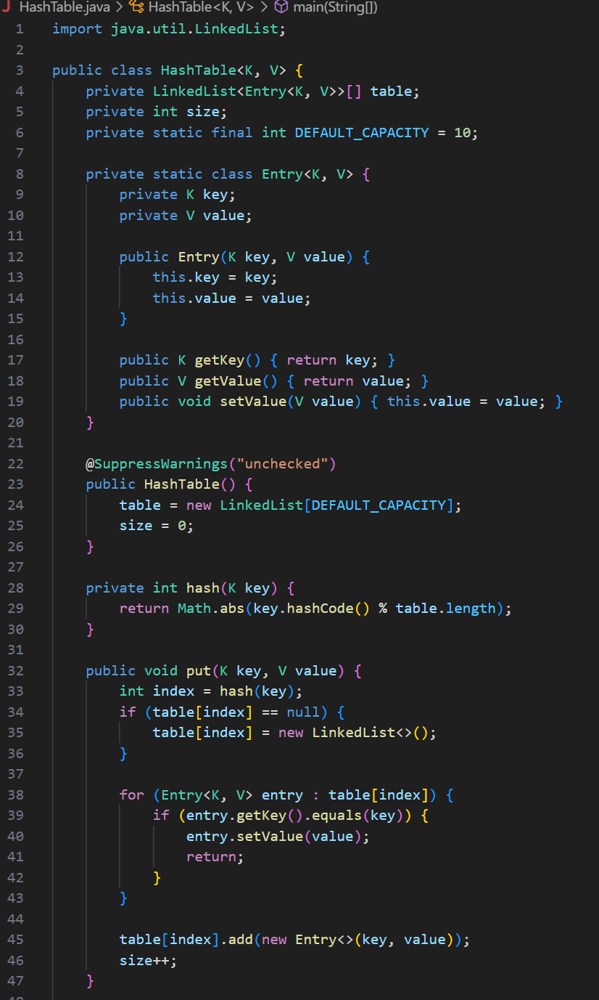 HashTable.java > HashTable<K, V> > main(String[])
1 import java.util.LinkedList;
2
3 public class HashTable<K, V> {
4     private LinkedList<Entry<K, V>>[] table;
5     private int size;
6     private static final int DEFAULT_CAPACITY = 10;
7
8     private static class Entry<K, V> {
9         private K key;
10         private V value;
11
12         public Entry(K key, V value) {
13             this.key = key;
14             this.value = value;
15         }
16
17         public K getKey() { return key; }
18         public V getValue() { return value; }
19         public void setValue(V value) { this.value = value; }
20     }
21
22     @SuppressWarnings("unchecked")
23     public HashTable() {
24         table = new LinkedList[DEFAULT_CAPACITY];
25         size = 0;
26     }
27
28     private int hash(K key) {
29         return Math.abs(key.hashCode() % table.length);
30     }
31
32     public void put(K key, V value) {
33         int index = hash(key);
34         if (table[index] == null) {
35             table[index] = new LinkedList<>();
36         }
37
38         for (Entry<K, V> entry : table[index]) {
39             if (entry.getKey().equals(key)) {
40                 entry.setValue(value);
41                 return;
42             }
43         }
44
45         table[index].add(new Entry<>(key, value));
46         size++;
47     }